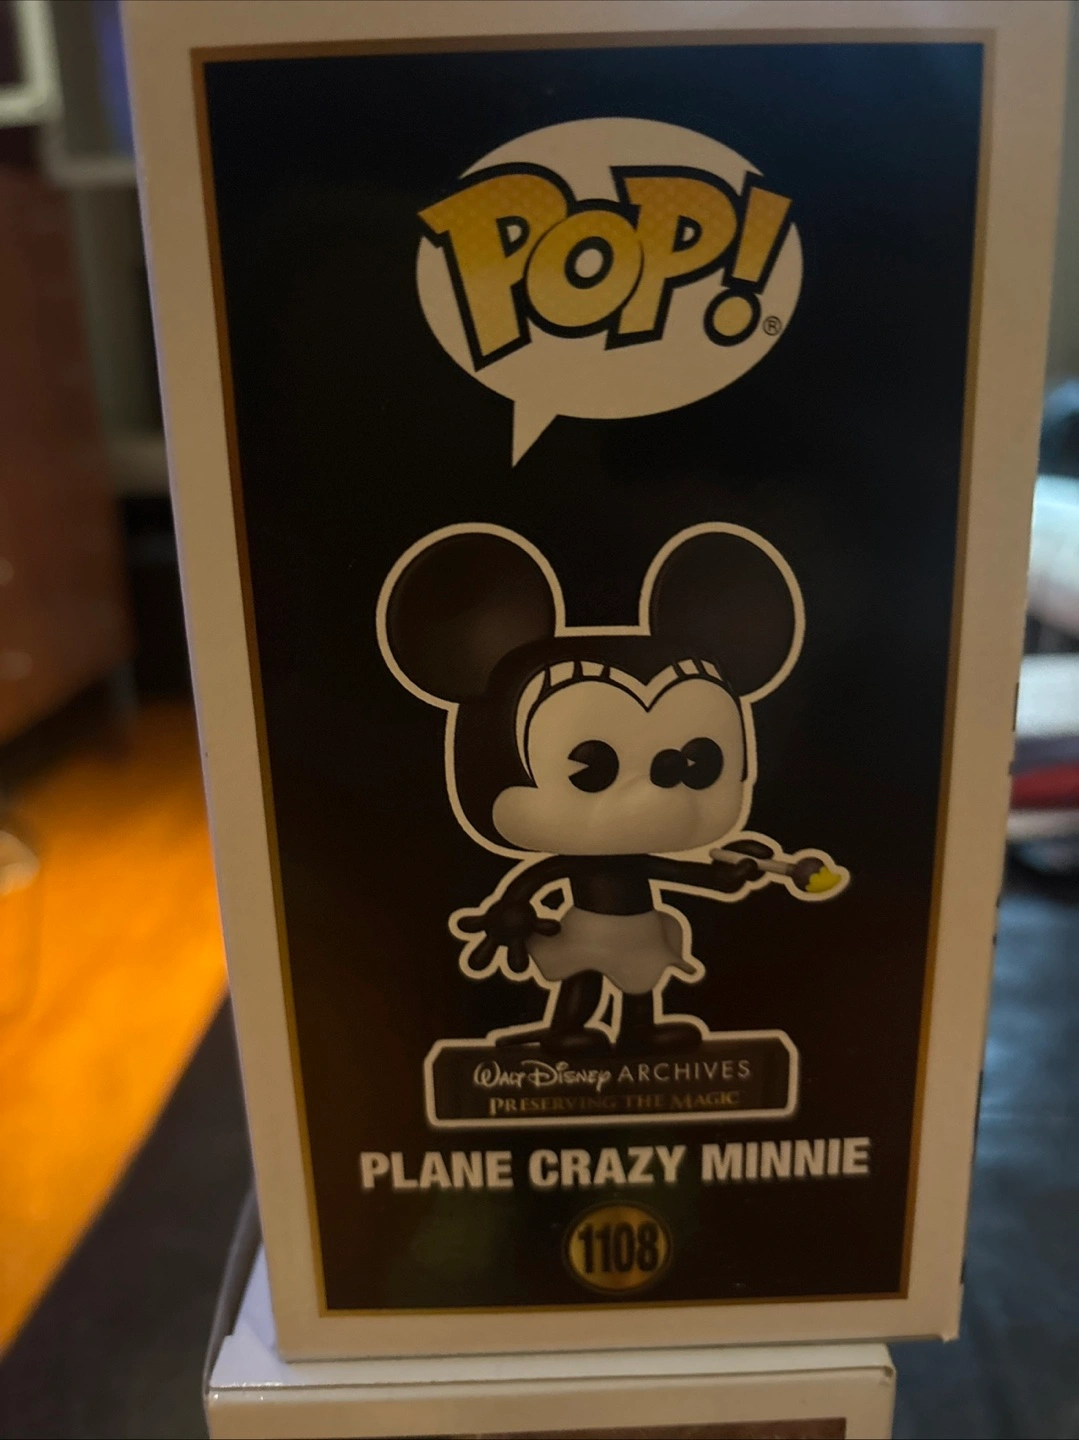 POP!®
WALT DISNEY ARCHIVES
PRESERVING THE MAGIC
PLANE CRAZY MINNIE
1108